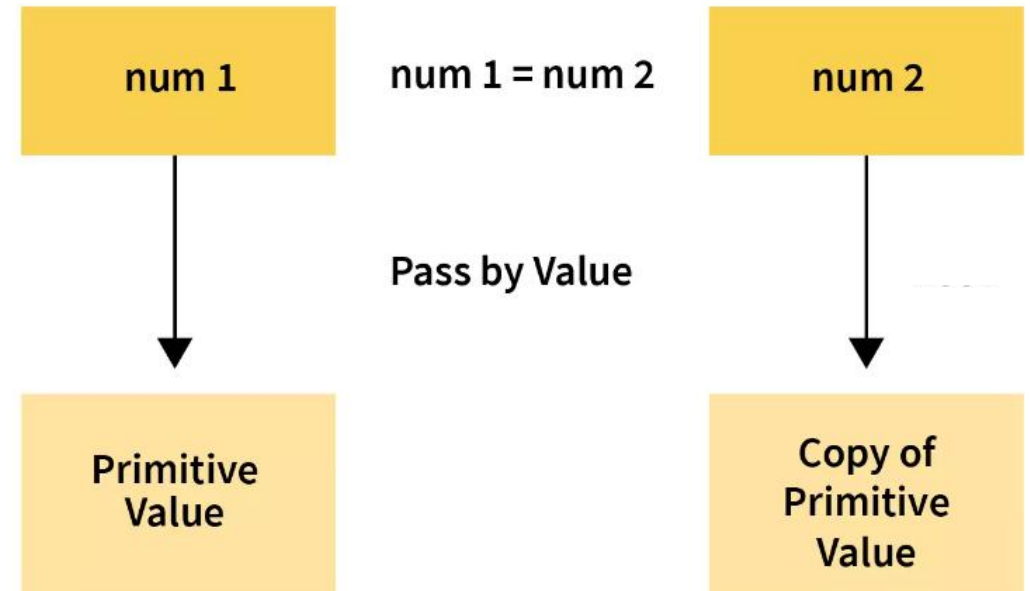 num 1
num 1 = num 2
num 2
Pass by Value
Primitive
Value
Copy of
Primitive
Value